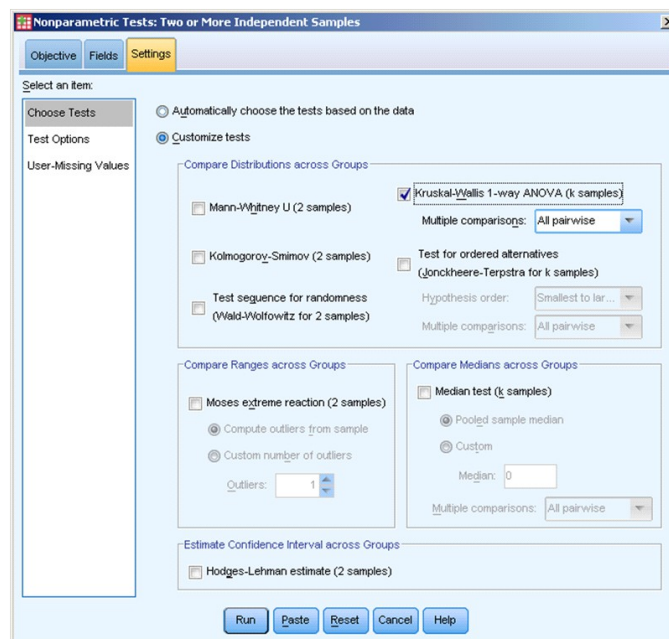 Nonparametric Tests: Two or More Independent Samples
Objective Fields Settings
Select an item:
Choose Tests
Test Options
User-Missing Values
Automatically choose the tests based on the data
Customize tests
Compare Distributions across Groups
Mann-Whitney U (2 samples)
Kruskal-Wallis 1-way ANOVA (k samples)
Multiple comparisons: All pairwise
Kolmogorov-Smirnov (2 samples)
Test for ordered alternatives
(Jonckheere-Terpstra for k samples)
Test sequence for randomness
(Wald-Wolfowitz for 2 samples)
Hypothesis order: Smallest to lar...
Multiple comparisons: All pairwise
Compare Ranges across Groups
Moses extreme reaction (2 samples)
Compute outliers from sample
Custom number of outliers
Outliers: 1
Compare Medians across Groups
Median test (k samples)
Pooled sample median
Custom
Median: 0
Multiple comparisons: All pairwise
Estimate Confidence Interval across Groups
Hodges-Lehman estimate (2 samples)
Run Paste Reset Cancel Help